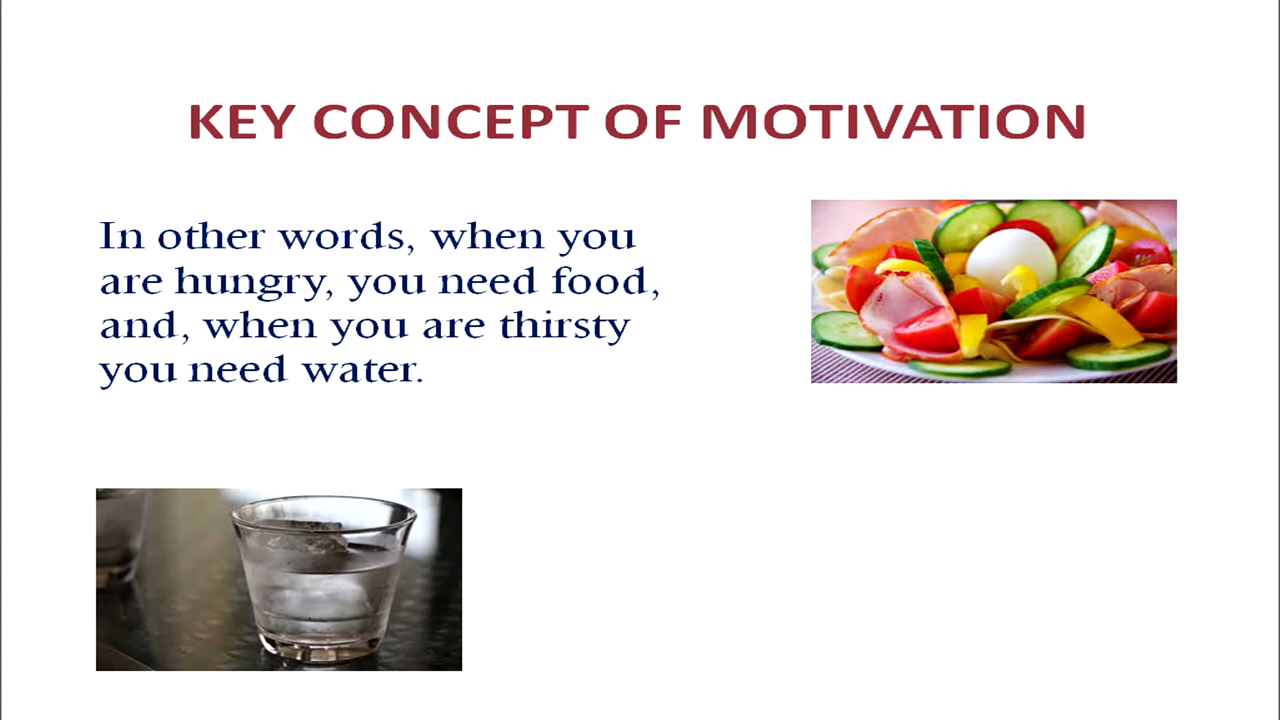 KEY CONCEPT OF MOTIVATION
In other words, when you
are hungry, you need food,
and, when you are thirsty
you need water.